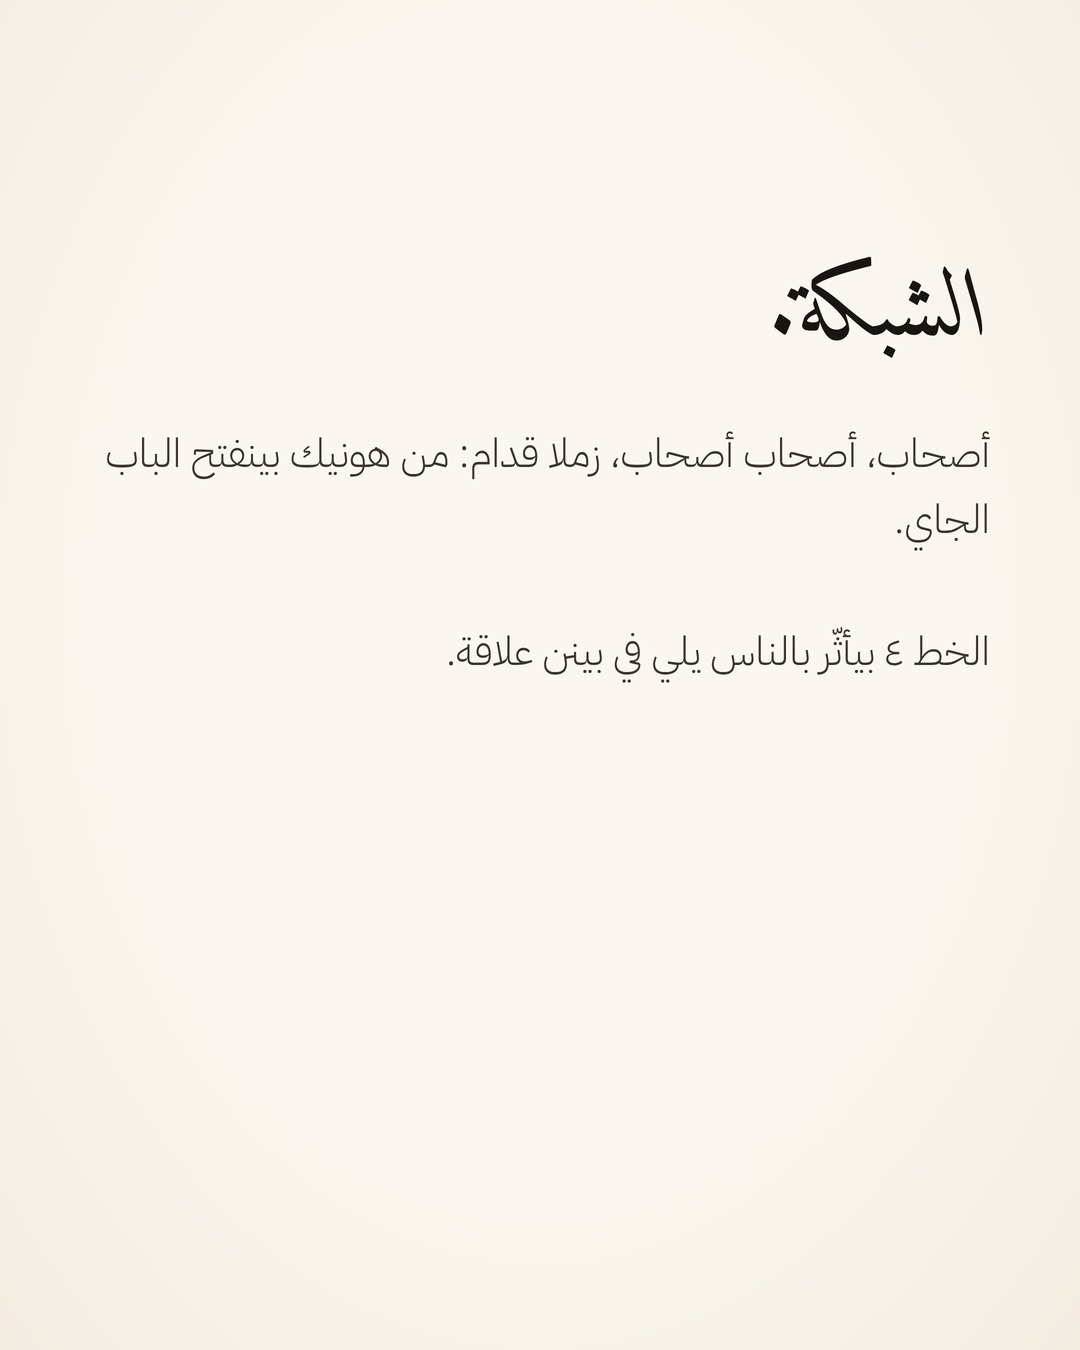 الشبكة.
أصحاب، أصحاب أصحاب، زملا قدام: من هونيك بينفتح الباب
الجاي.
الخط ٤ بيأثّر بالناس يلي في بينن علاقة.